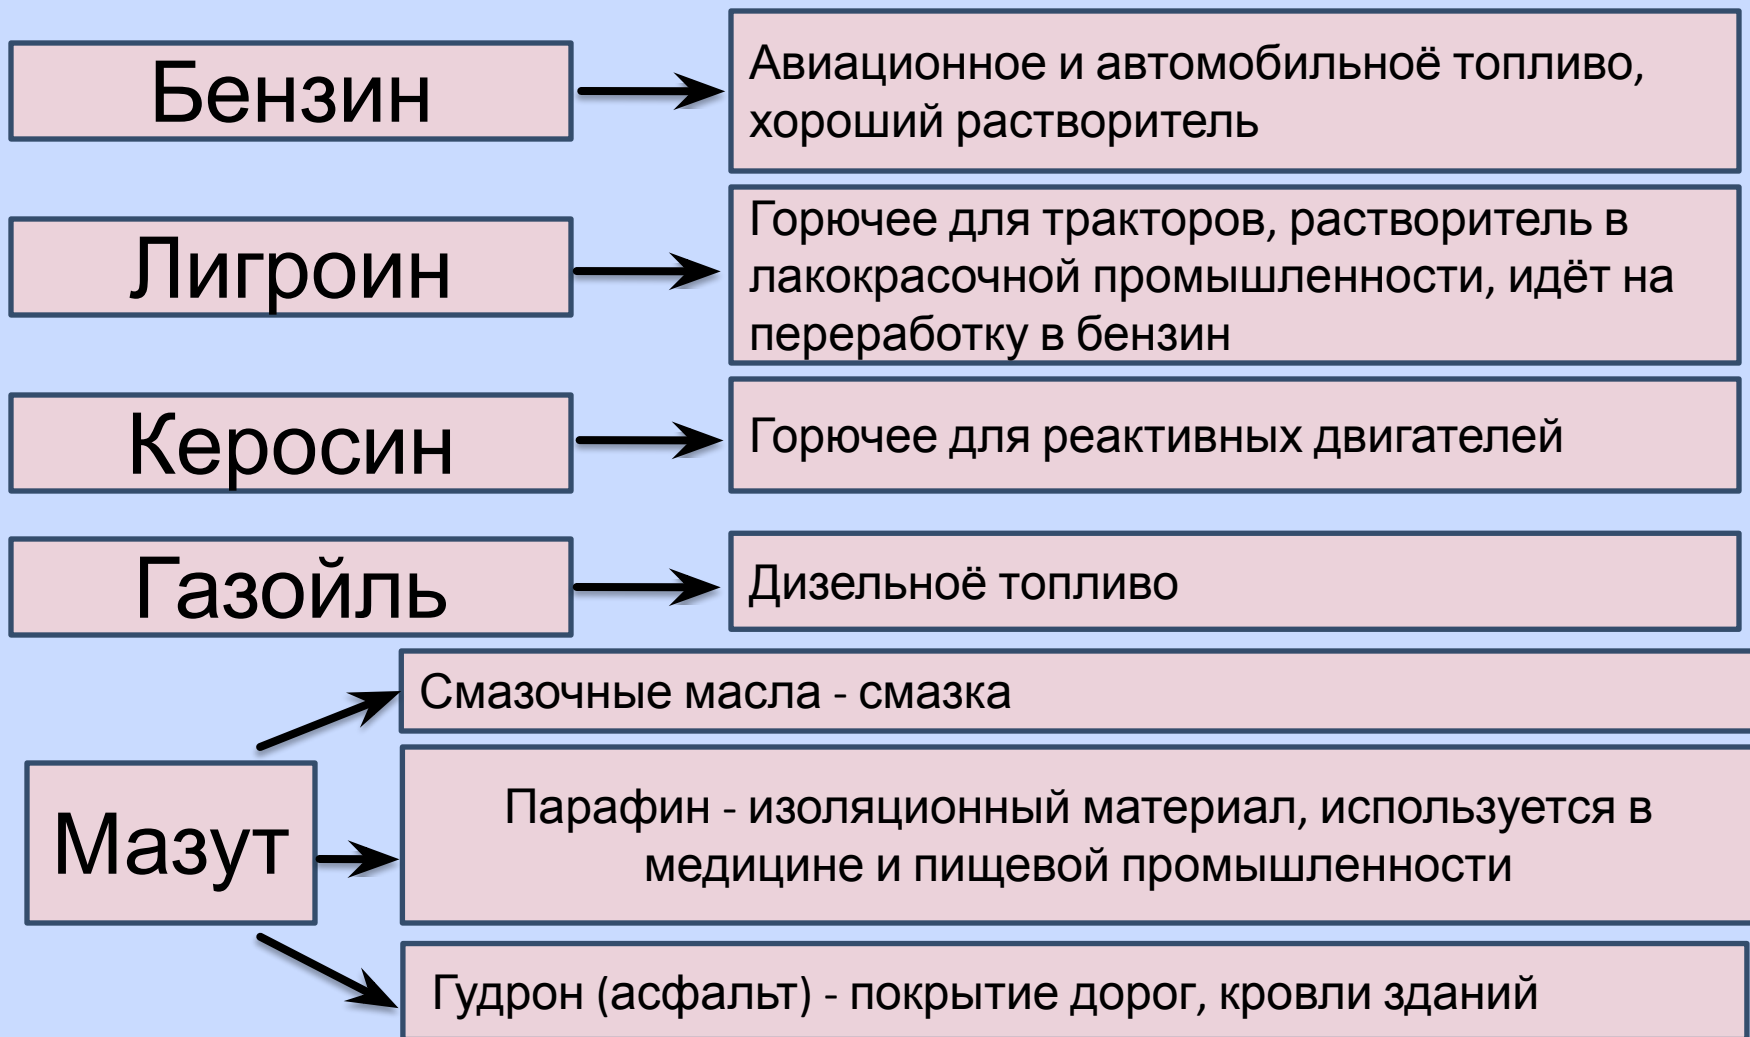 Бензин
Авиационное и автомобильноё топливо,
хороший растворитель
Лигроин
Горючее для тракторов, растворитель в
лакокрасочной промышленности, идёт на
переработку в бензин
Керосин
Горючее для реактивных двигателей
Газойль
Дизельноё топливо
Мазут
Смазочные масла - смазка
Парафин - изоляционный материал, используется в
медицине и пищевой промышленности
Гудрон (асфальт) - покрытие дорог, кровли зданий